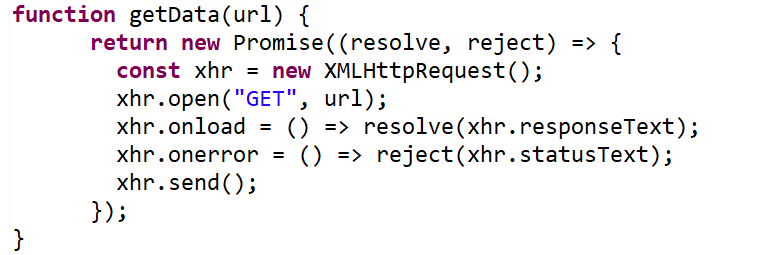 function getData(url) {
      return new Promise((resolve, reject) => {
        const xhr = new XMLHttpRequest();
        xhr.open("GET", url);
        xhr.onload = () => resolve(xhr.responseText);
        xhr.onerror = () => reject(xhr.statusText);
        xhr.send();
      });
}